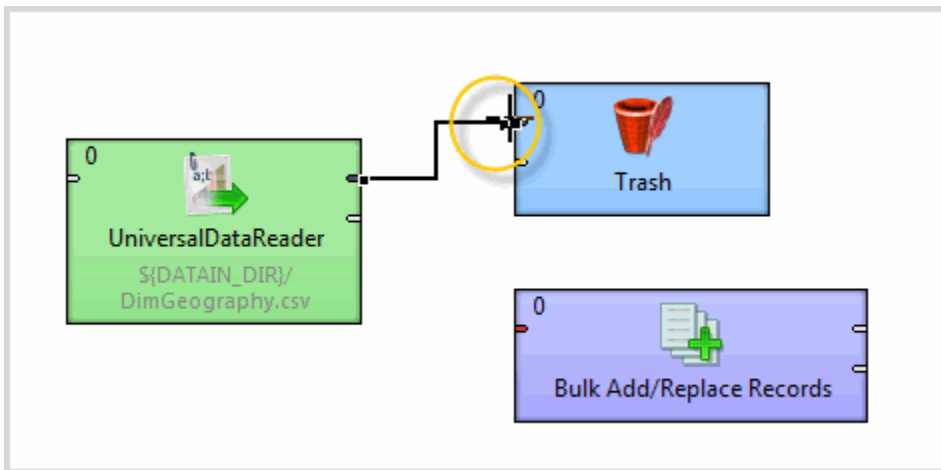 0
a;b
UniversalDataReader
${DATAIN_DIR}/
DimGeography.csv
0
Trash
0
Bulk Add/Replace Records